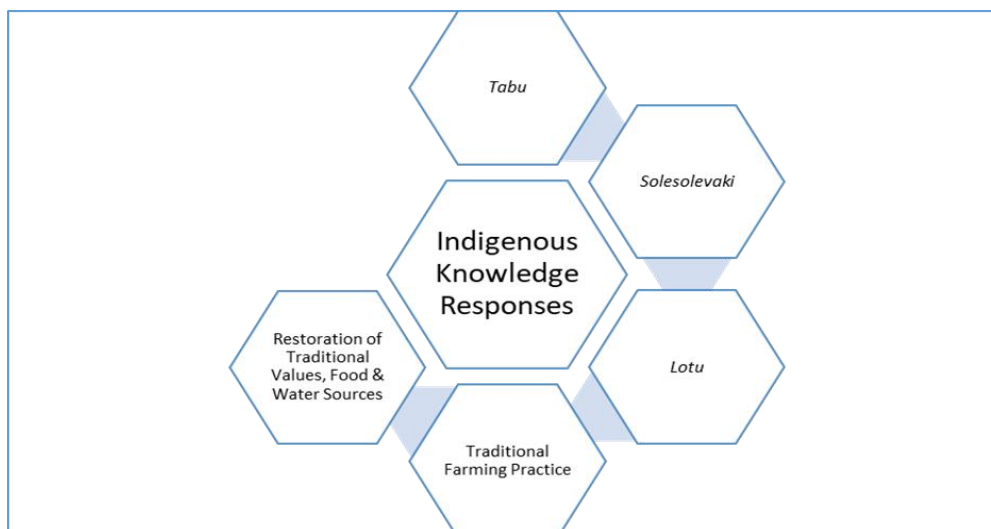 Tabu
Solesolevaki
Indigenous
Knowledge
Responses
Restoration of
Traditional
Values, Food &
Water Sources
Lotu
Traditional
Farming Practice